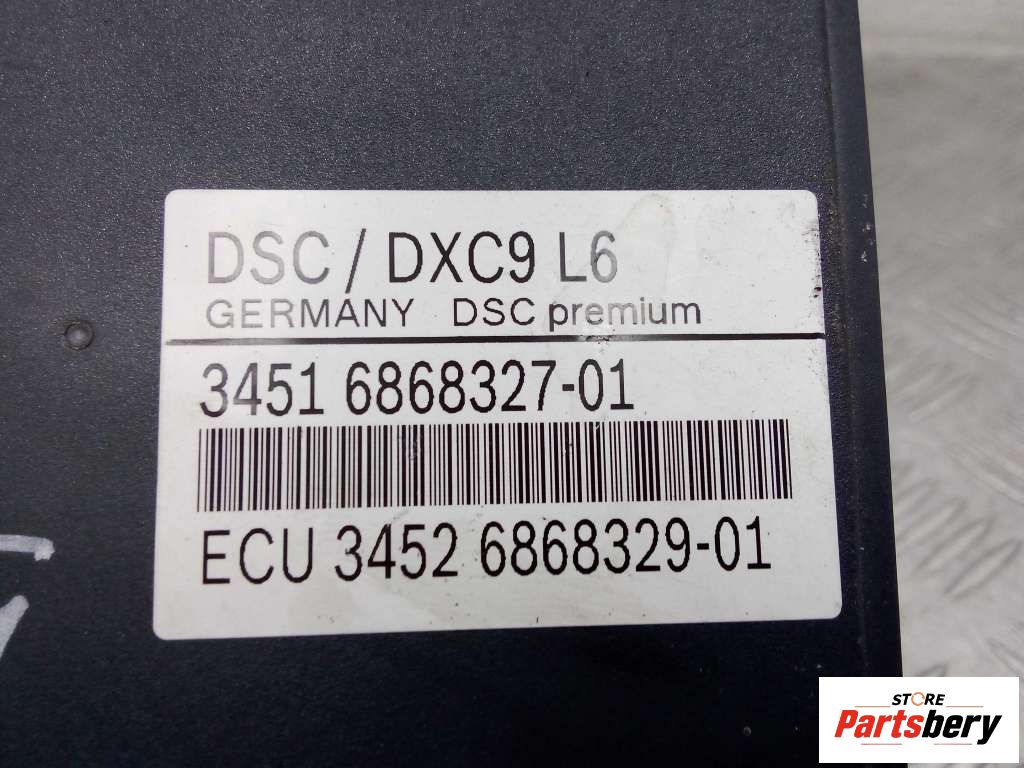 DSC / DXC9 L6
GERMANY DSC premium
3451 6868327-01
ECU 3452 6868329-01
STORE
Partsbery